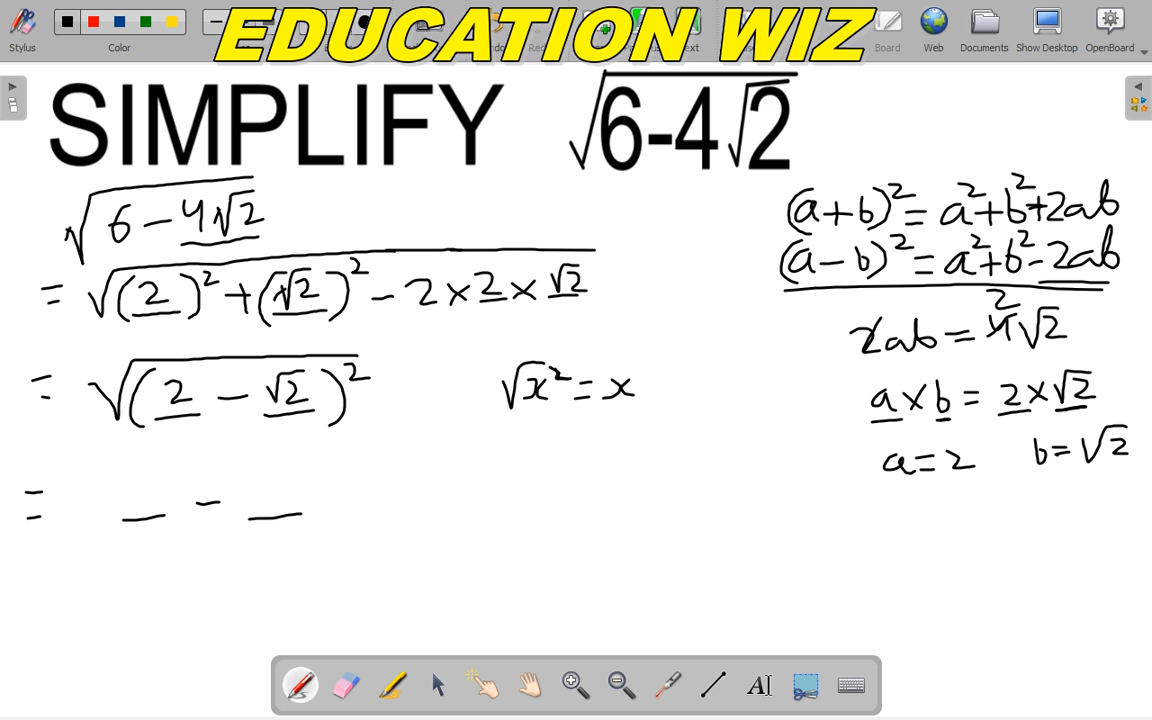 Stylus
Color
EDUCATION WIZ
Board
Web
Documents
Show Desktop
OpenBoard
SIMPLIFY √6-4√2
√6 - 4√2
= √(2)² + (√2)² - 2 × 2 × √2
= √(2 - √2)²
√x² = x
= _ - _
(a+b)² = a² + b² + 2ab
(a-b)² = a² + b² - 2ab
2ab = 4√2
2
a × b = 2 × √2
a = 2 b = √2
AI